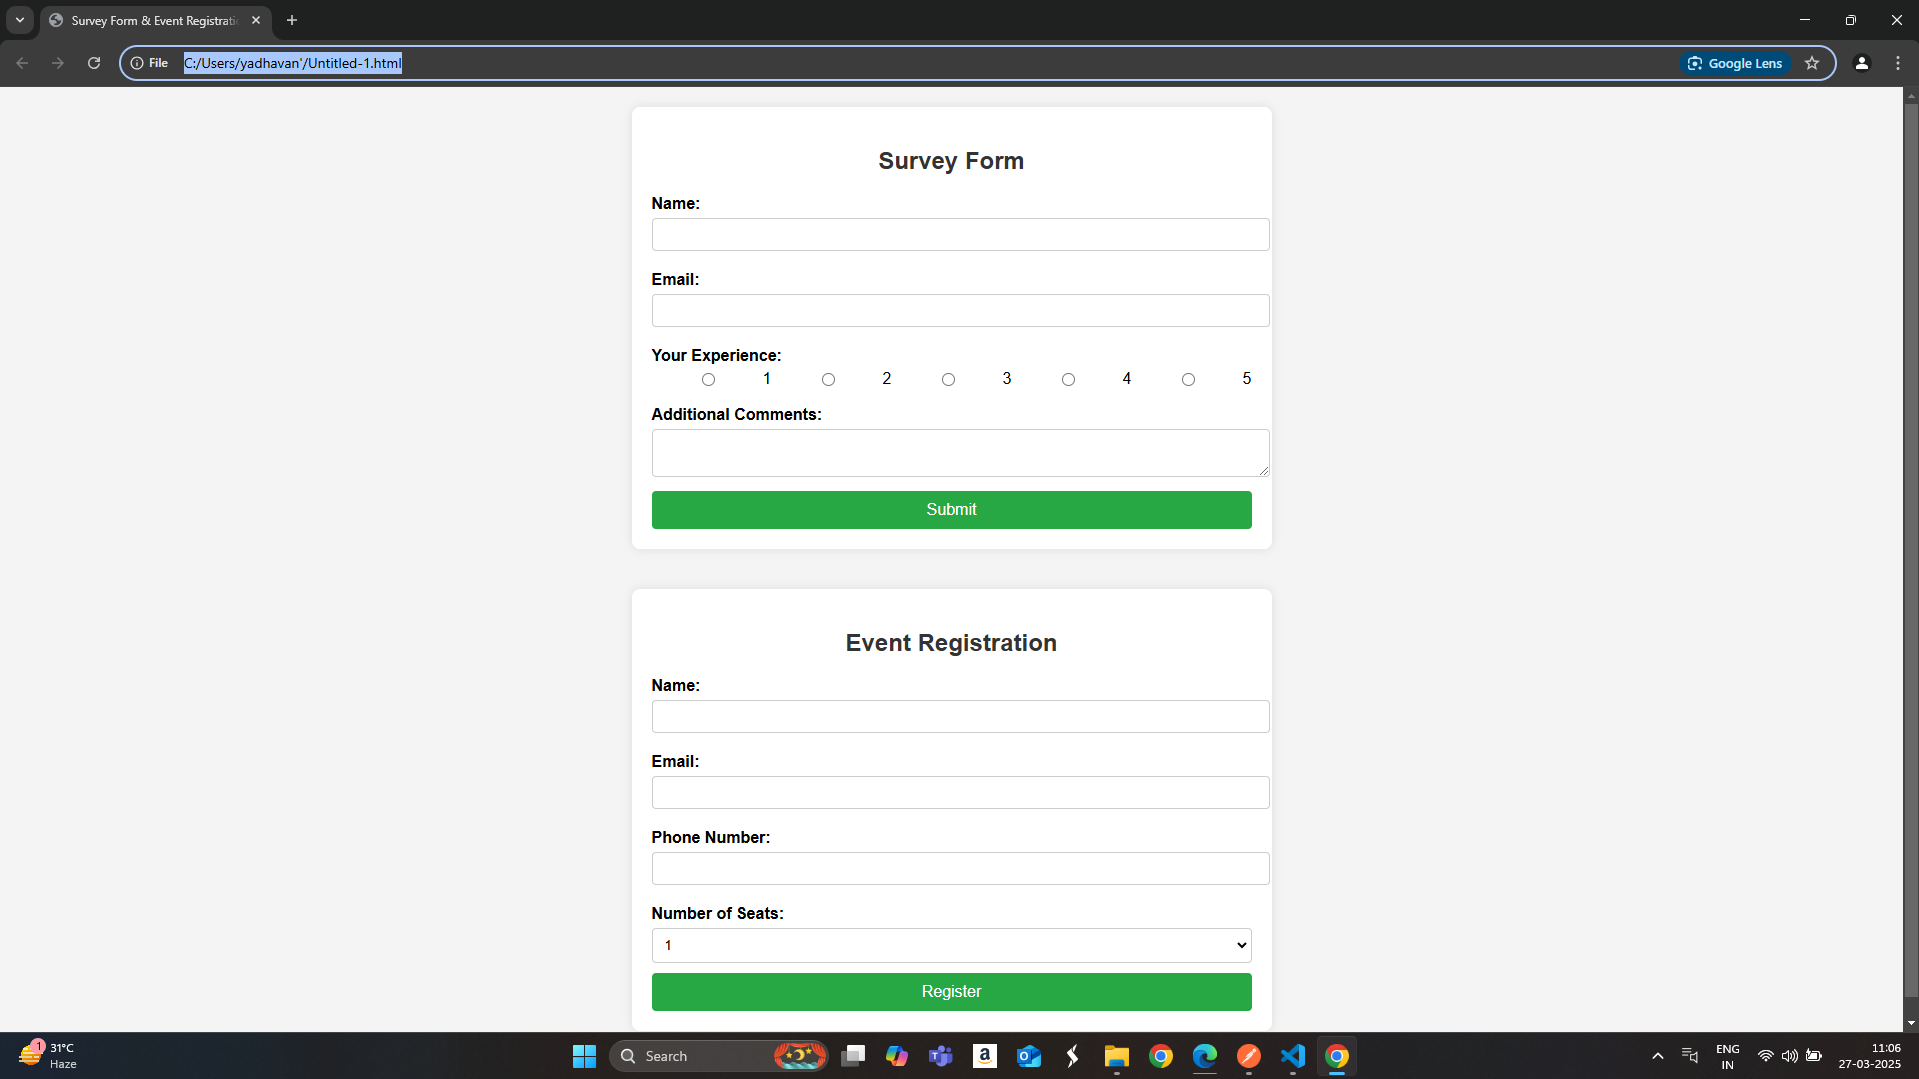 Survey Form & Event Registratio
File
C:/Users/yadhavan'/Untitled-1.html
Google Lens
Survey Form
Name:
Email:
Your Experience:
1 2 3 4 5
Additional Comments:
Submit
Event Registration
Name:
Email:
Phone Number:
Number of Seats:
1
Register
1
31°C
Haze
Search
ENG
IN
11:06
27-03-2025